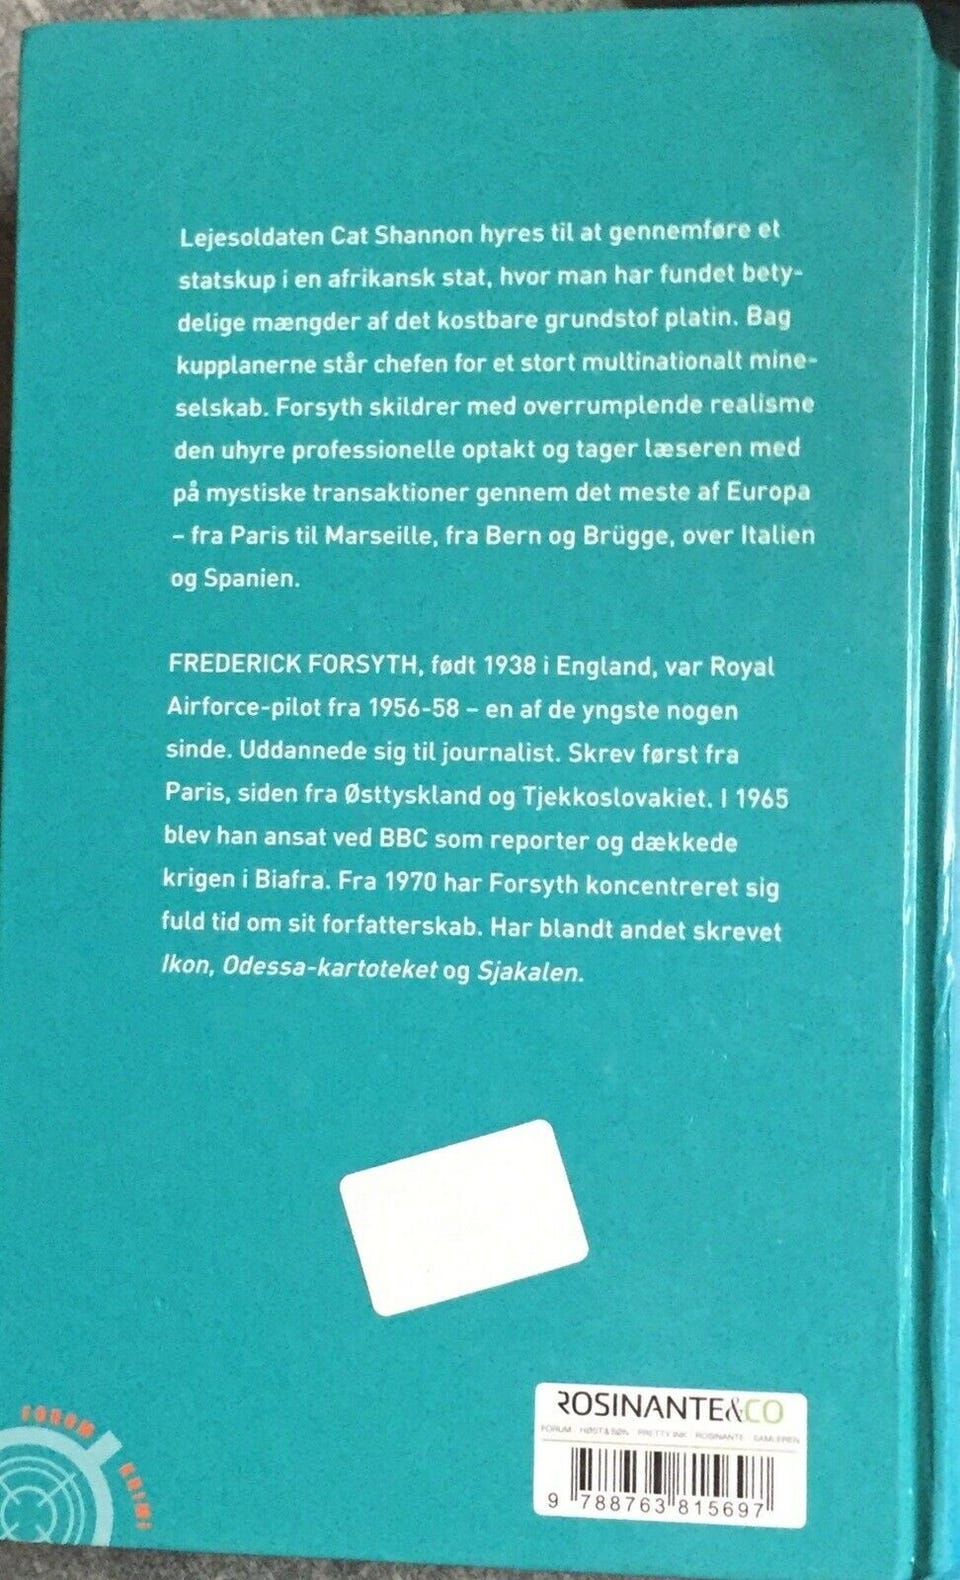 Lejesoldaten Cat Shannon hyres til at gennemføre et
statskup i en afrikansk stat, hvor man har fundet bety-
delige mængder af det kostbare grundstof platin. Bag
kupplanerne står chefen for et stort multinationalt mine-
selskab. Forsyth skildrer med overrumplende realisme
den uhyre professionelle optakt og tager læseren med
på mystiske transaktioner gennem det meste af Europa
– fra Paris til Marseille, fra Bern og Brügge, over Italien
og Spanien.
FREDERICK FORSYTH, født 1938 i England, var Royal
Airforce-pilot fra 1956-58 – en af de yngste nogen
sinde. Uddannede sig til journalist. Skrev først fra
Paris, siden fra Østtyskland og Tjekkoslovakiet. I 1965
blev han ansat ved BBC som reporter og dækkede
krigen i Biafra. Fra 1970 har Forsyth koncentreret sig
fuld tid om sit forfatterskab. Har blandt andet skrevet
Ikon, Odessa-kartoteket og Sjakalen.
FORUM KRIMI
ROSINANTE&CO
FORUM HØST & SØN PRETTY INK ROSINANTE SAMLEREN
9 788763 815697